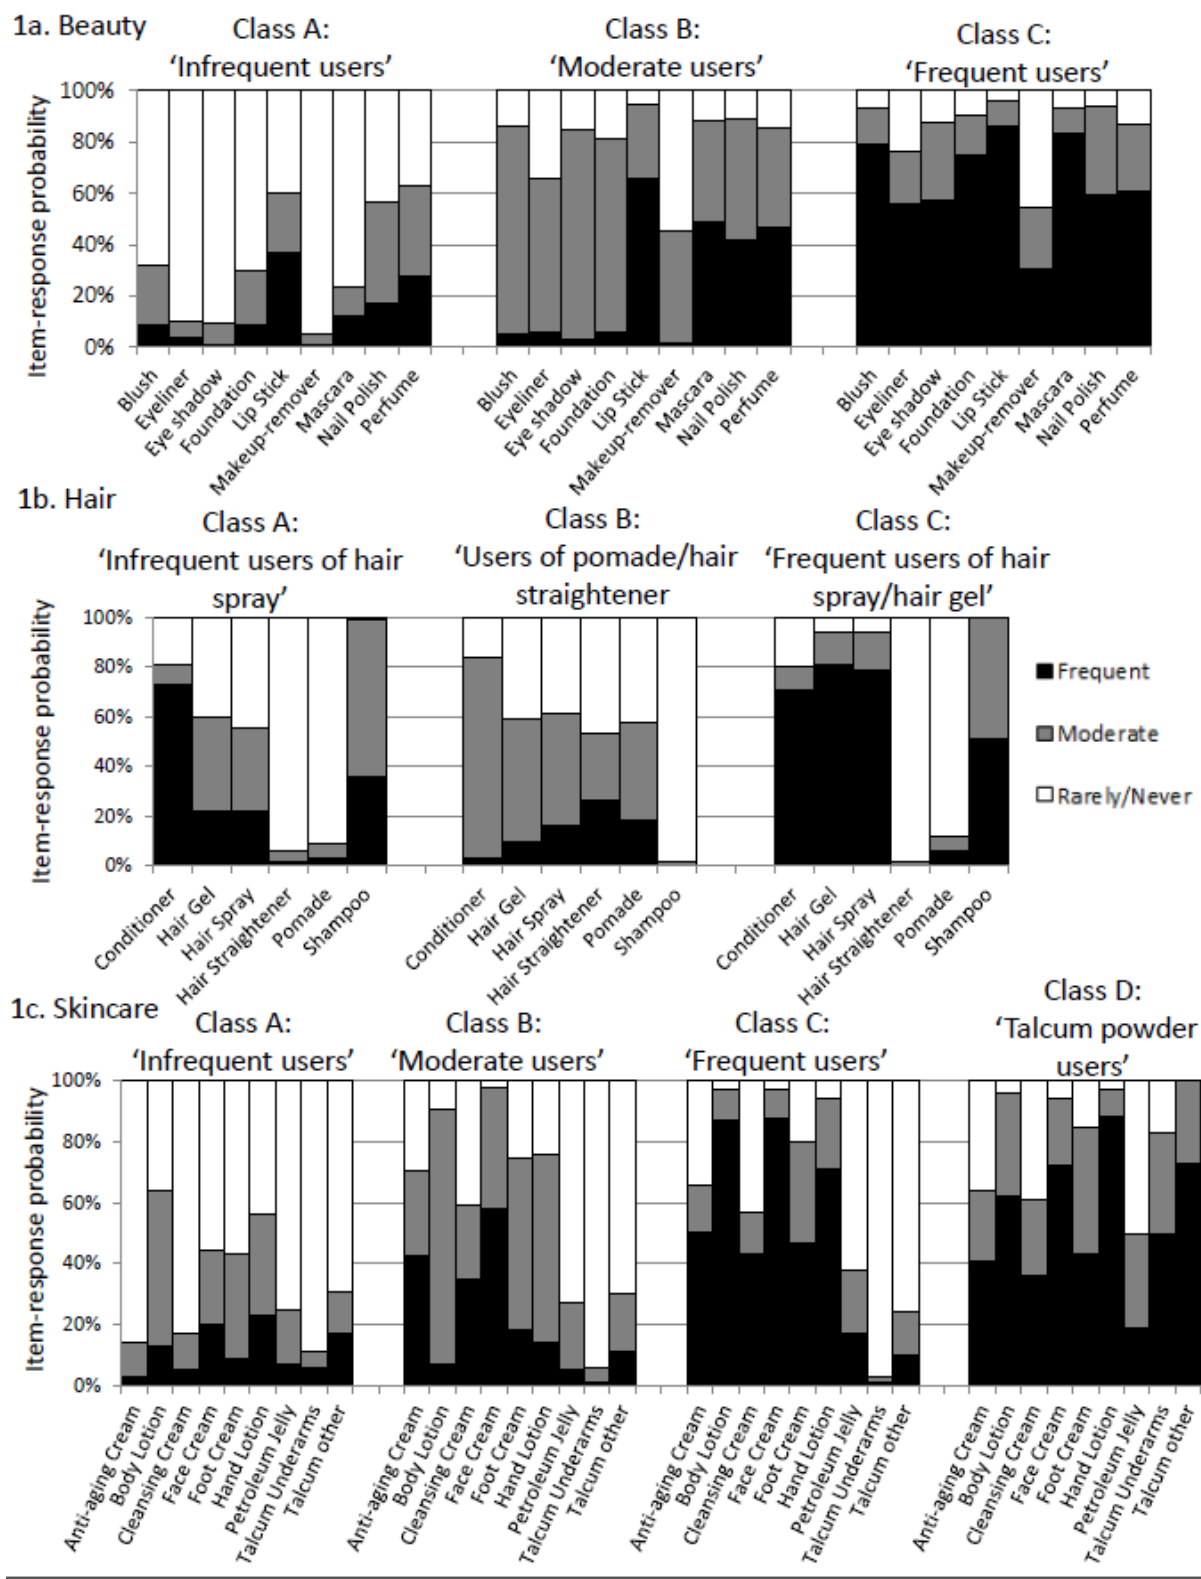 1a. Beauty
Class A:
‘Infrequent users’
Class B:
‘Moderate users’
Class C:
‘Frequent users’
Item-response probability
100%
80%
60%
40%
20%
0%
Blush
Eyeliner
Eye shadow
Foundation
Lip Stick
Makeup-remover
Mascara
Nail Polish
Perfume
Blush
Eyeliner
Eye shadow
Foundation
Lip Stick
Makeup-remover
Mascara
Nail Polish
Perfume
Blush
Eyeliner
Eye shadow
Foundation
Lip Stick
Makeup-remover
Mascara
Nail Polish
Perfume
1b. Hair
Class A:
‘Infrequent users of hair
spray’
Class B:
‘Users of pomade/hair
straightener
Class C:
‘Frequent users of hair
spray/hair gel’
Item-response probability
100%
80%
60%
40%
20%
0%
Conditioner
Hair Gel
Hair Spray
Hair Straightener
Pomade
Shampoo
Conditioner
Hair Gel
Hair Spray
Hair Straightener
Pomade
Shampoo
Conditioner
Hair Gel
Hair Spray
Hair Straightener
Pomade
Shampoo
Frequent
Moderate
Rarely/Never
1c. Skincare
Class A:
‘Infrequent users’
Class B:
‘Moderate users’
Class C:
‘Frequent users’
Class D:
‘Talcum powder
users’
Item-response probability
100%
80%
60%
40%
20%
0%
Anti-aging Cream
Body Lotion
Cleansing Cream
Face Cream
Foot Cream
Hand Lotion
Petroleum Jelly
Talcum Underarms
Talcum other
Anti-aging Cream
Body Lotion
Cleansing Cream
Face Cream
Foot Cream
Hand Lotion
Petroleum Jelly
Talcum Underarms
Talcum other
Anti-aging Cream
Body Lotion
Cleansing Cream
Face Cream
Foot Cream
Hand Lotion
Petroleum Jelly
Talcum Underarms
Talcum other
Anti-aging Cream
Body Lotion
Cleansing Cream
Face Cream
Foot Cream
Hand Lotion
Petroleum Jelly
Talcum Underarms
Talcum other